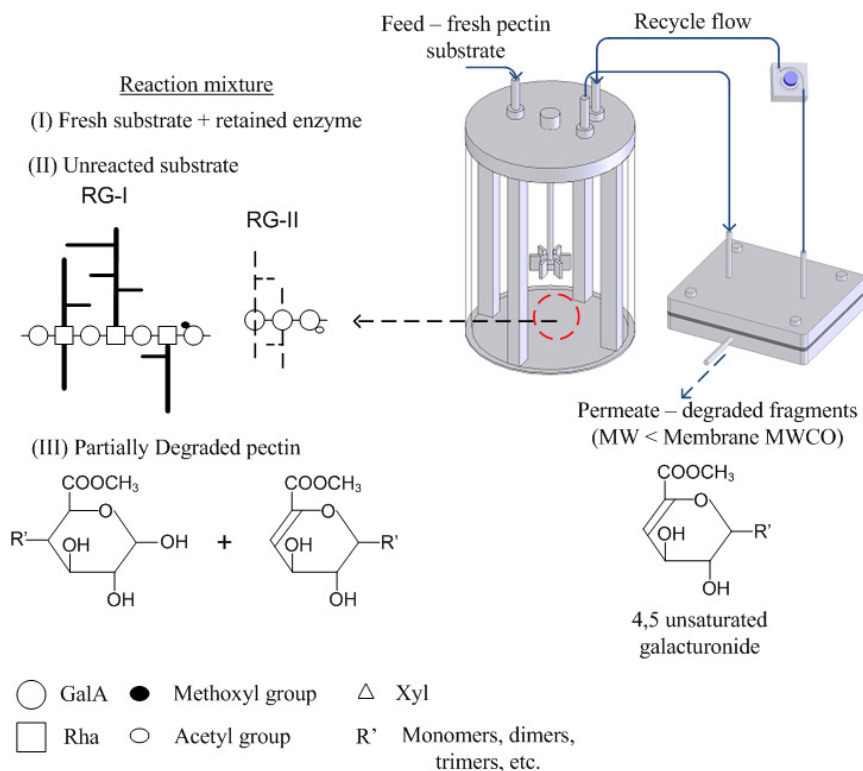 Feed – fresh pectin
substrate
Recycle flow
Reaction mixture
(I) Fresh substrate + retained enzyme
(II) Unreacted substrate
RG-I
RG-II
Permeate – degraded fragments
(MW < Membrane MWCO)
(III) Partially Degraded pectin
COOCH3
O
R'
OH
OH
OH
+
COOCH3
O
OH
R'
OH
COOCH3
O
OH
R'
OH
4,5 unsaturated
galacturonide
GalA
Methoxyl group
Xyl
Rha
Acetyl group
R' Monomers, dimers,
trimers, etc.